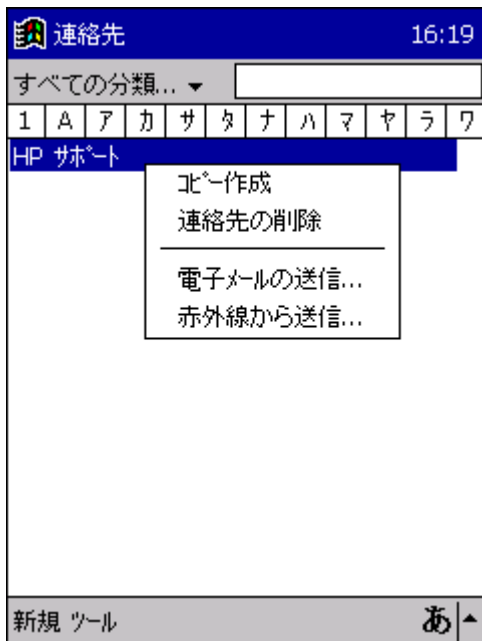 連絡先 16:19
すべての分類...
1 A ア カ サ タ ナ ハ マ ヤ ラ ワ
HP ｻﾎﾟｰﾄ
ｺﾋﾟｰ作成
連絡先の削除
電子ﾒｰﾙの送信...
赤外線から送信...
新規 ﾂｰﾙ あ